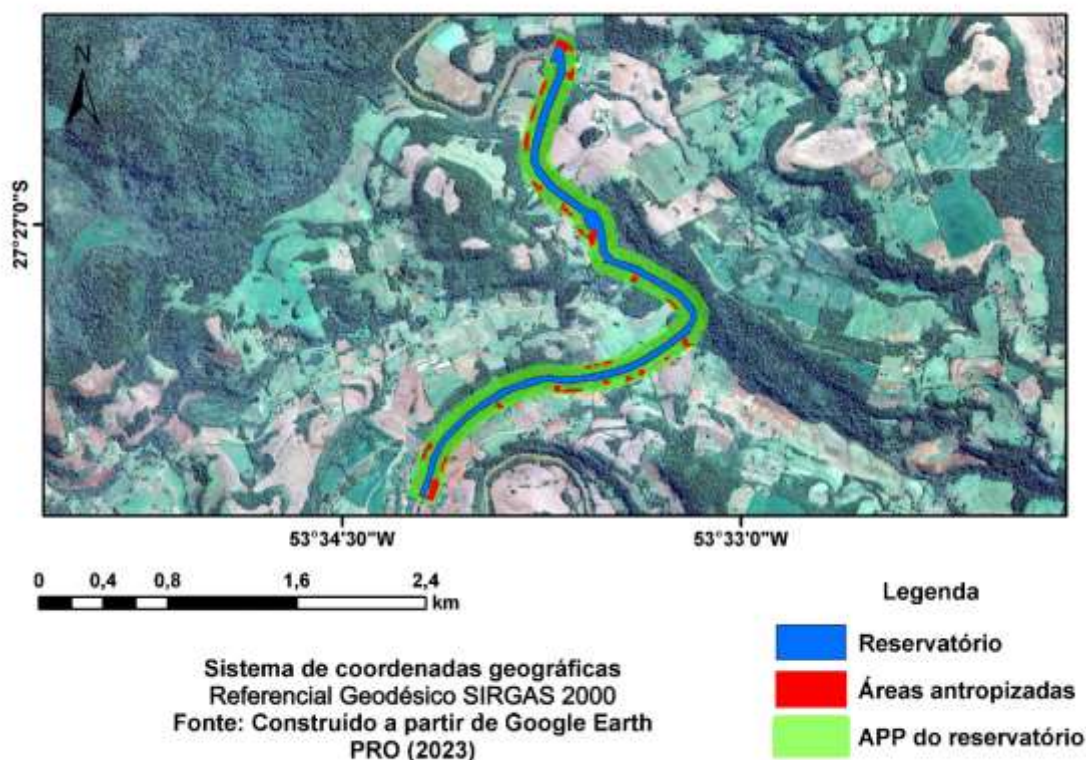 N
27°27'0"S
53°34'30"W
53°33'0"W
0 0,4 0,8 1,6 2,4
km
Legenda
Reservatório
Áreas antropizadas
APP do reservatório
Sistema de coordenadas geográficas
Referencial Geodésico SIRGAS 2000
Fonte: Construido a partir de Google Earth
PRO (2023)